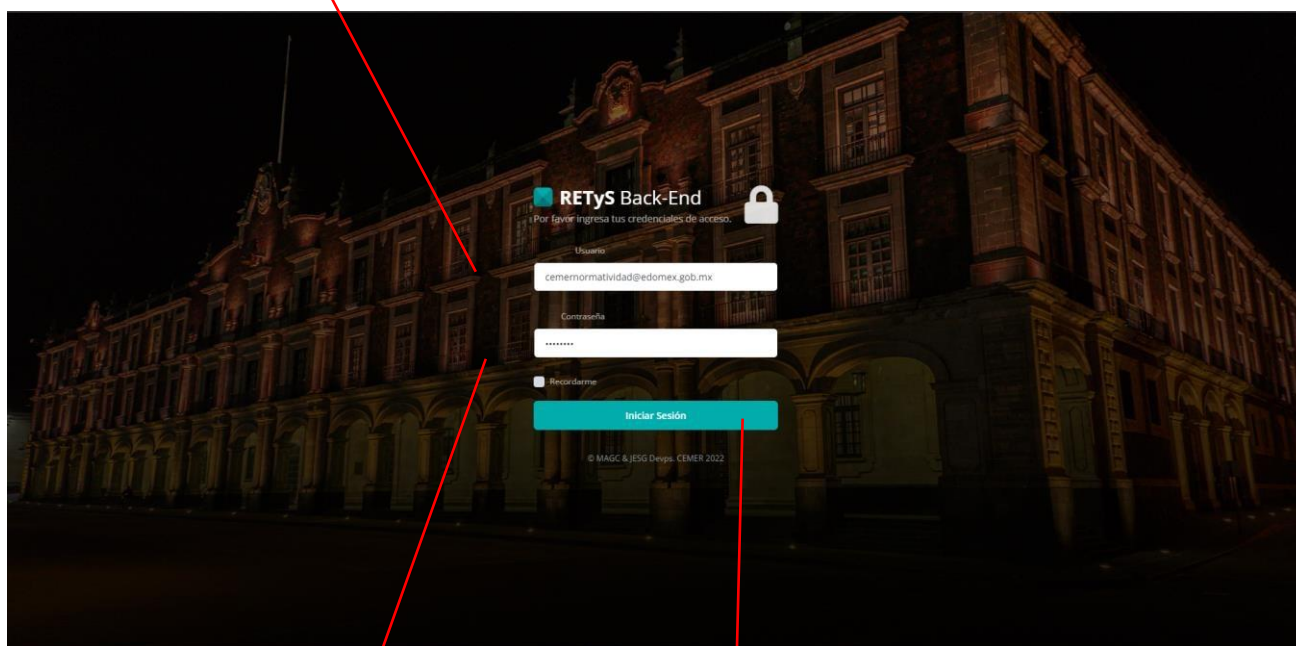 RETyS Back-End
Por favor ingresa tus credenciales de acceso.
Usuario
cemernormatividad@edomex.gob.mx
Contraseña
••••••••
Recordarme
Iniciar Sesión
© MAGC & JESG Devps. CEMER 2022